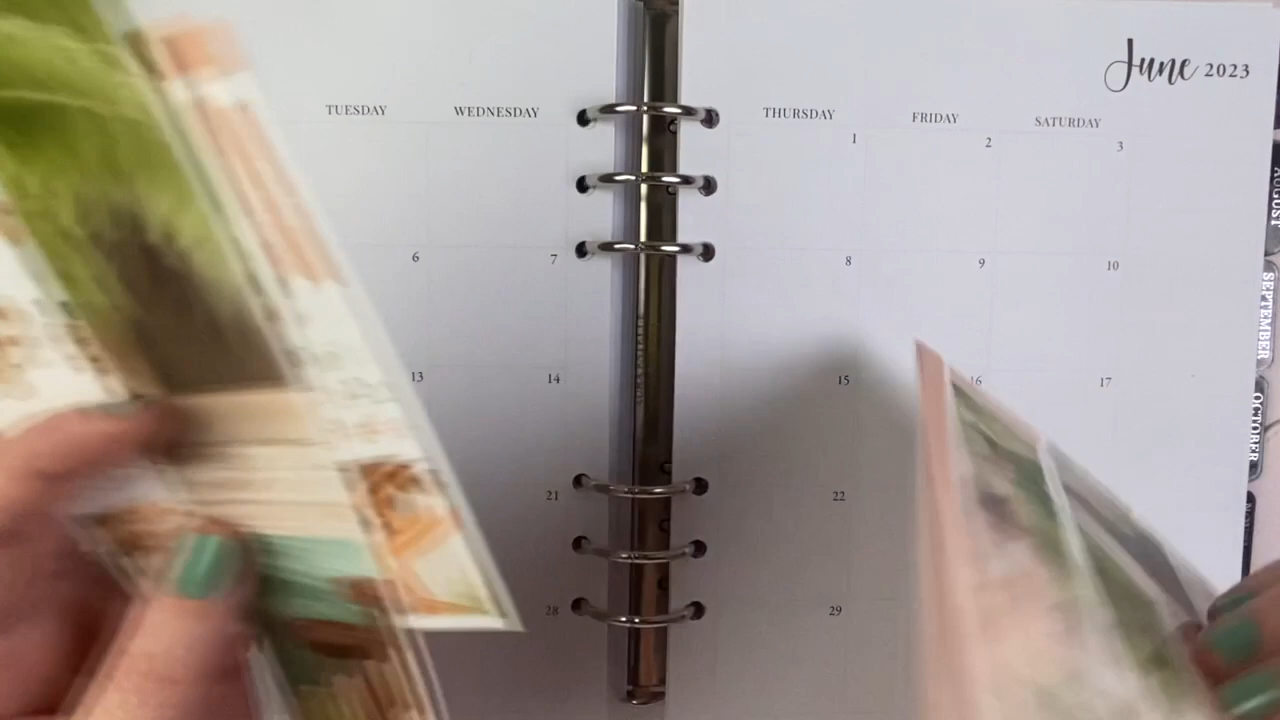 June 2023
TUESDAY WEDNESDAY THURSDAY FRIDAY SATURDAY
1 2 3
6 7 8 9 10
13 14 15 16 17
21 22
28 29
AUGUST
SEPTEMBER
OCTOBER